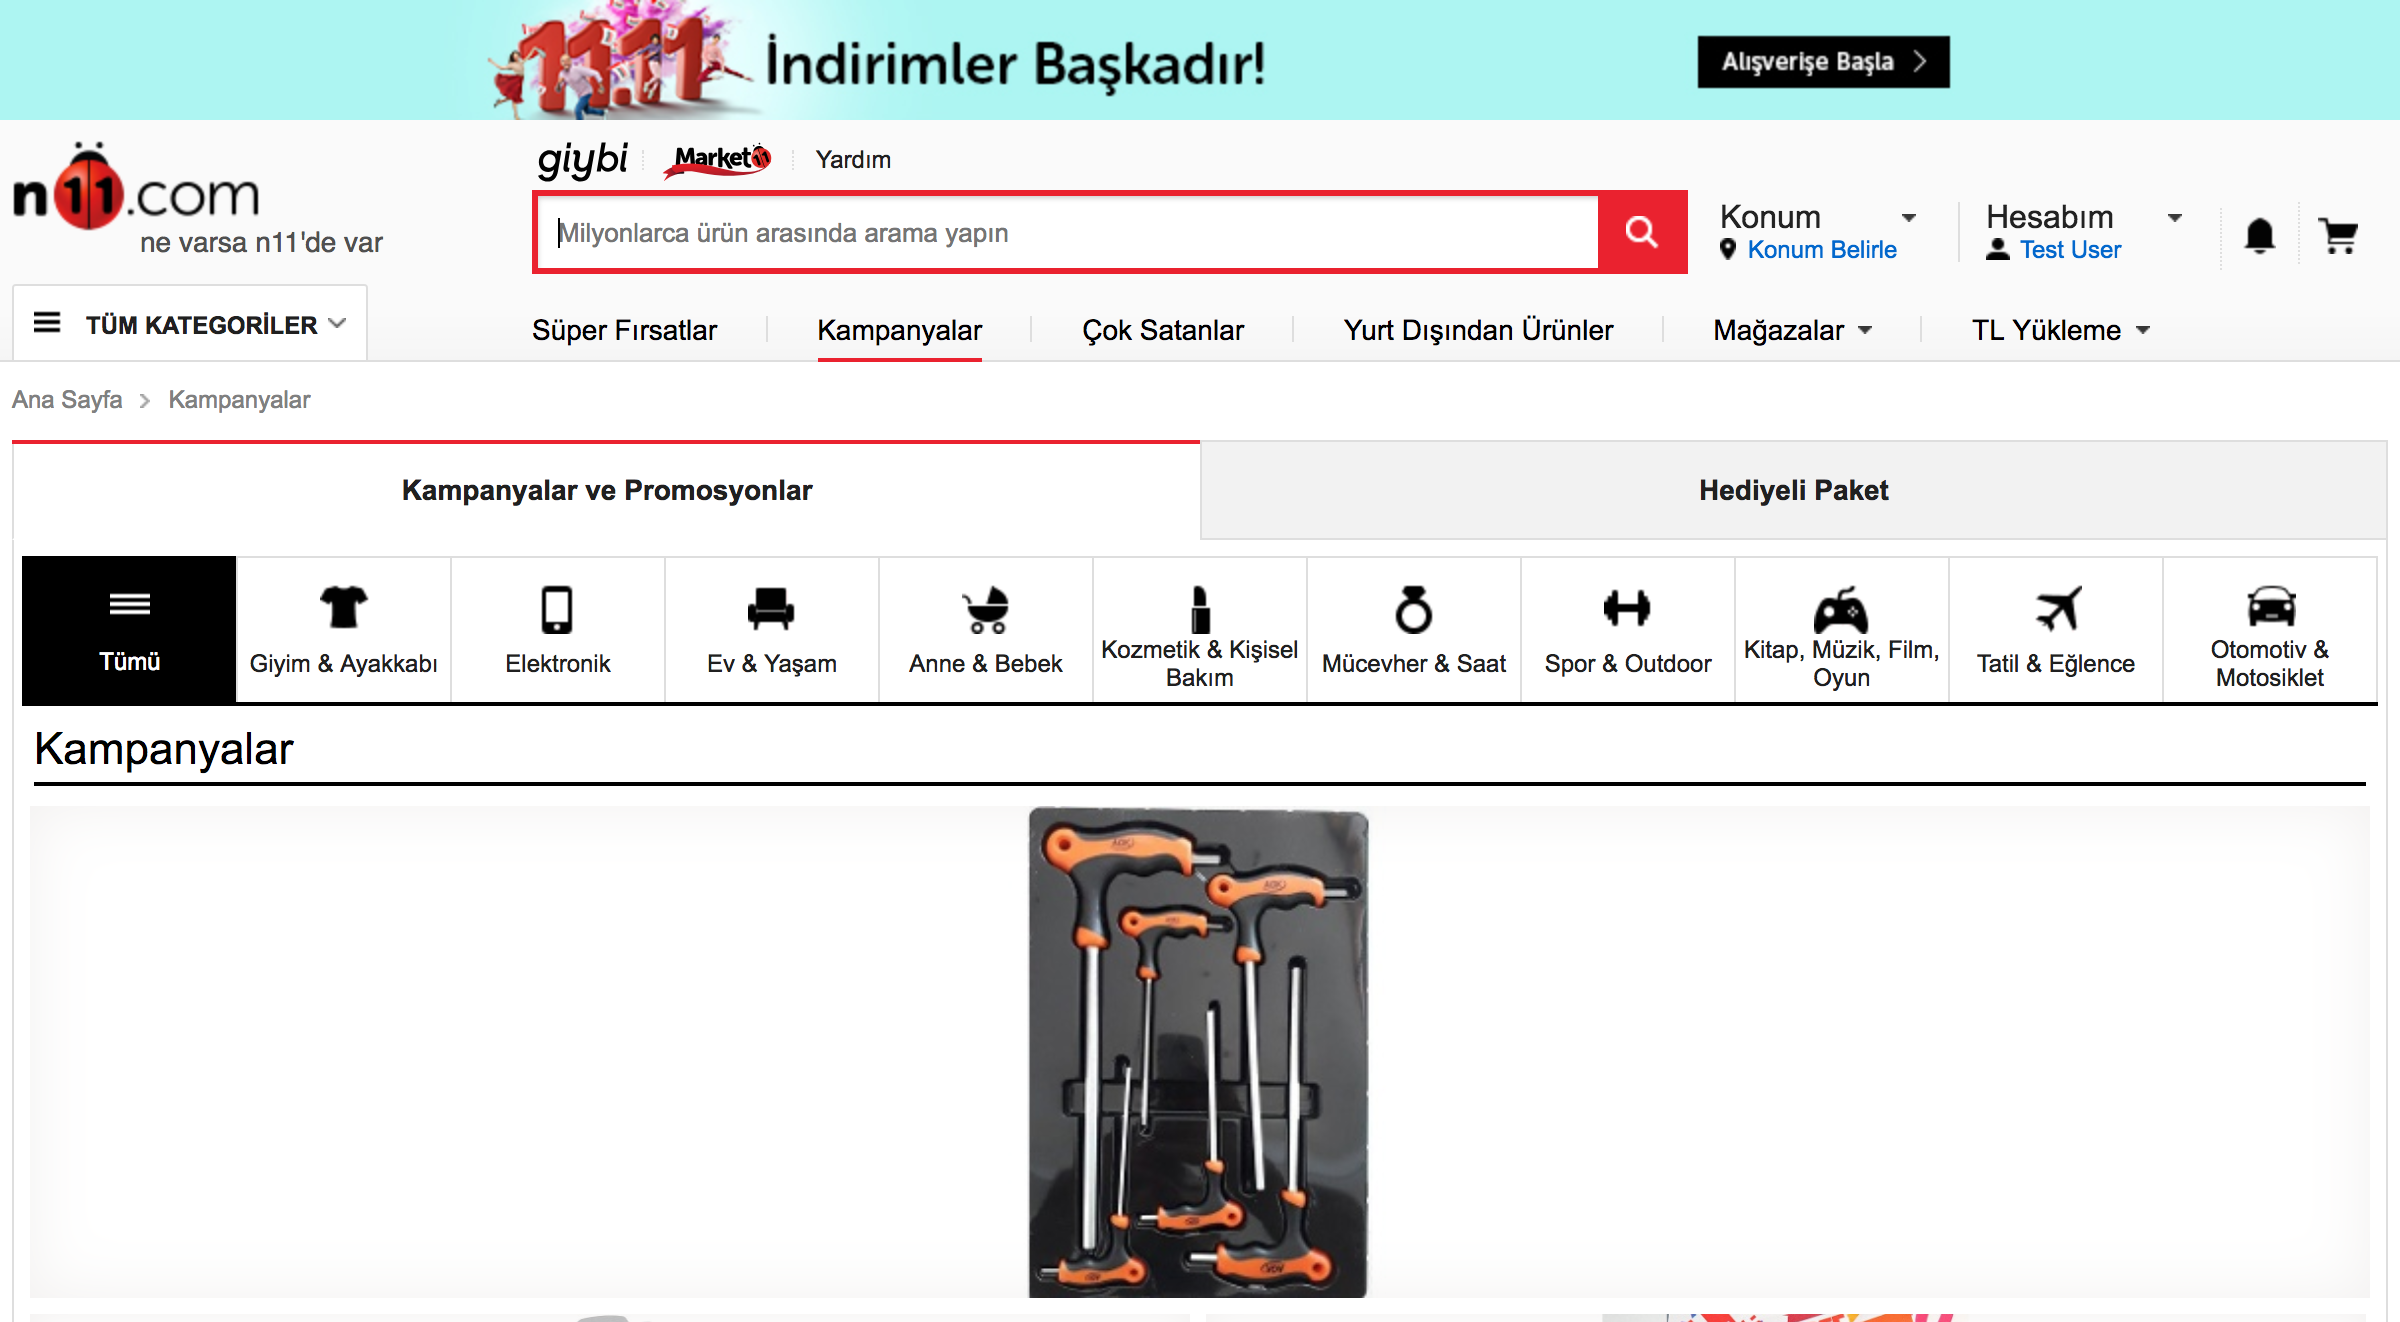 11.11 İndirimler Başkadır!
Alışverişe Başla
n11.com
ne varsa n11'de var
giybi
Market11
Yardım
Milyonlarca ürün arasında arama yapın
Konum
Konum Belirle
Hesabım
Test User
TÜM KATEGORİLER
Süper Fırsatlar
Kampanyalar
Çok Satanlar
Yurt Dışından Ürünler
Mağazalar
TL Yükleme
Ana Sayfa > Kampanyalar
Kampanyalar ve Promosyonlar
Hediyeli Paket
Tümü
Giyim & Ayakkabı
Elektronik
Ev & Yaşam
Anne & Bebek
Kozmetik & Kişisel
Bakım
Mücevher & Saat
Spor & Outdoor
Kitap, Müzik, Film,
Oyun
Tatil & Eğlence
Otomotiv &
Motosiklet
Kampanyalar